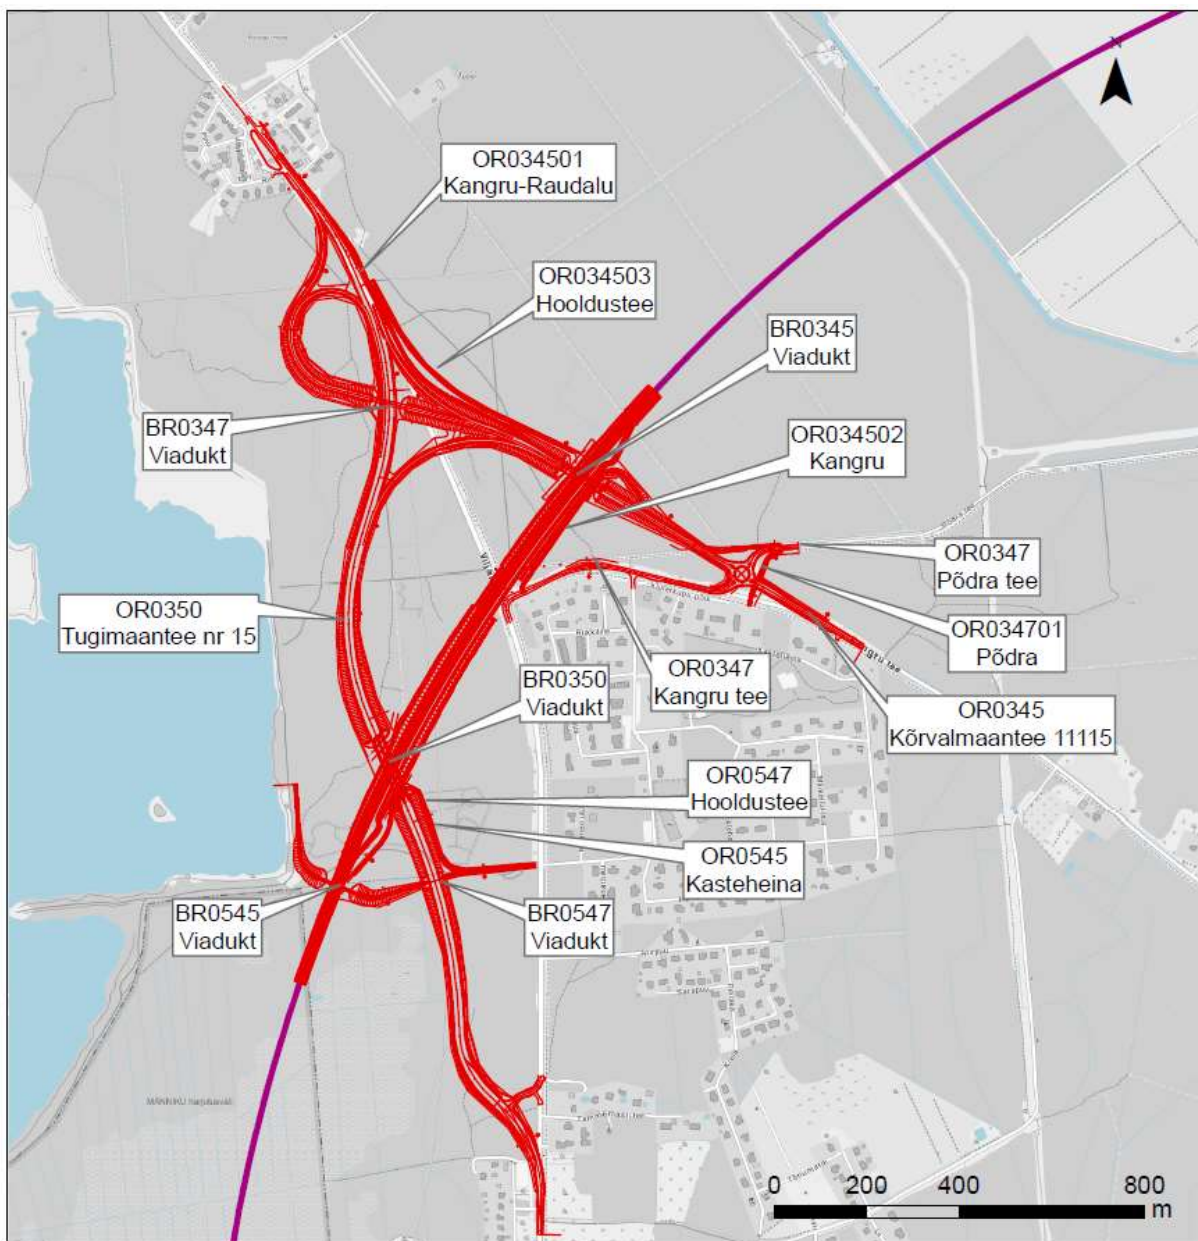 N
OR034501
Kangru-Raudalu
OR034503
Hooldustee
BR0345
Viadukt
BR0347
Viadukt
OR034502
Kangru
OR0347
Põdra tee
OR0350
Tugimaantee nr 15
OR034701
Põdra
BR0350
Viadukt
OR0347
Kangru tee
OR0345
Kõrvalmaantee 11115
OR0547
Hooldustee
OR0545
Kasteheina
BR0545
Viadukt
BR0547
Viadukt
0 200 400 800
m